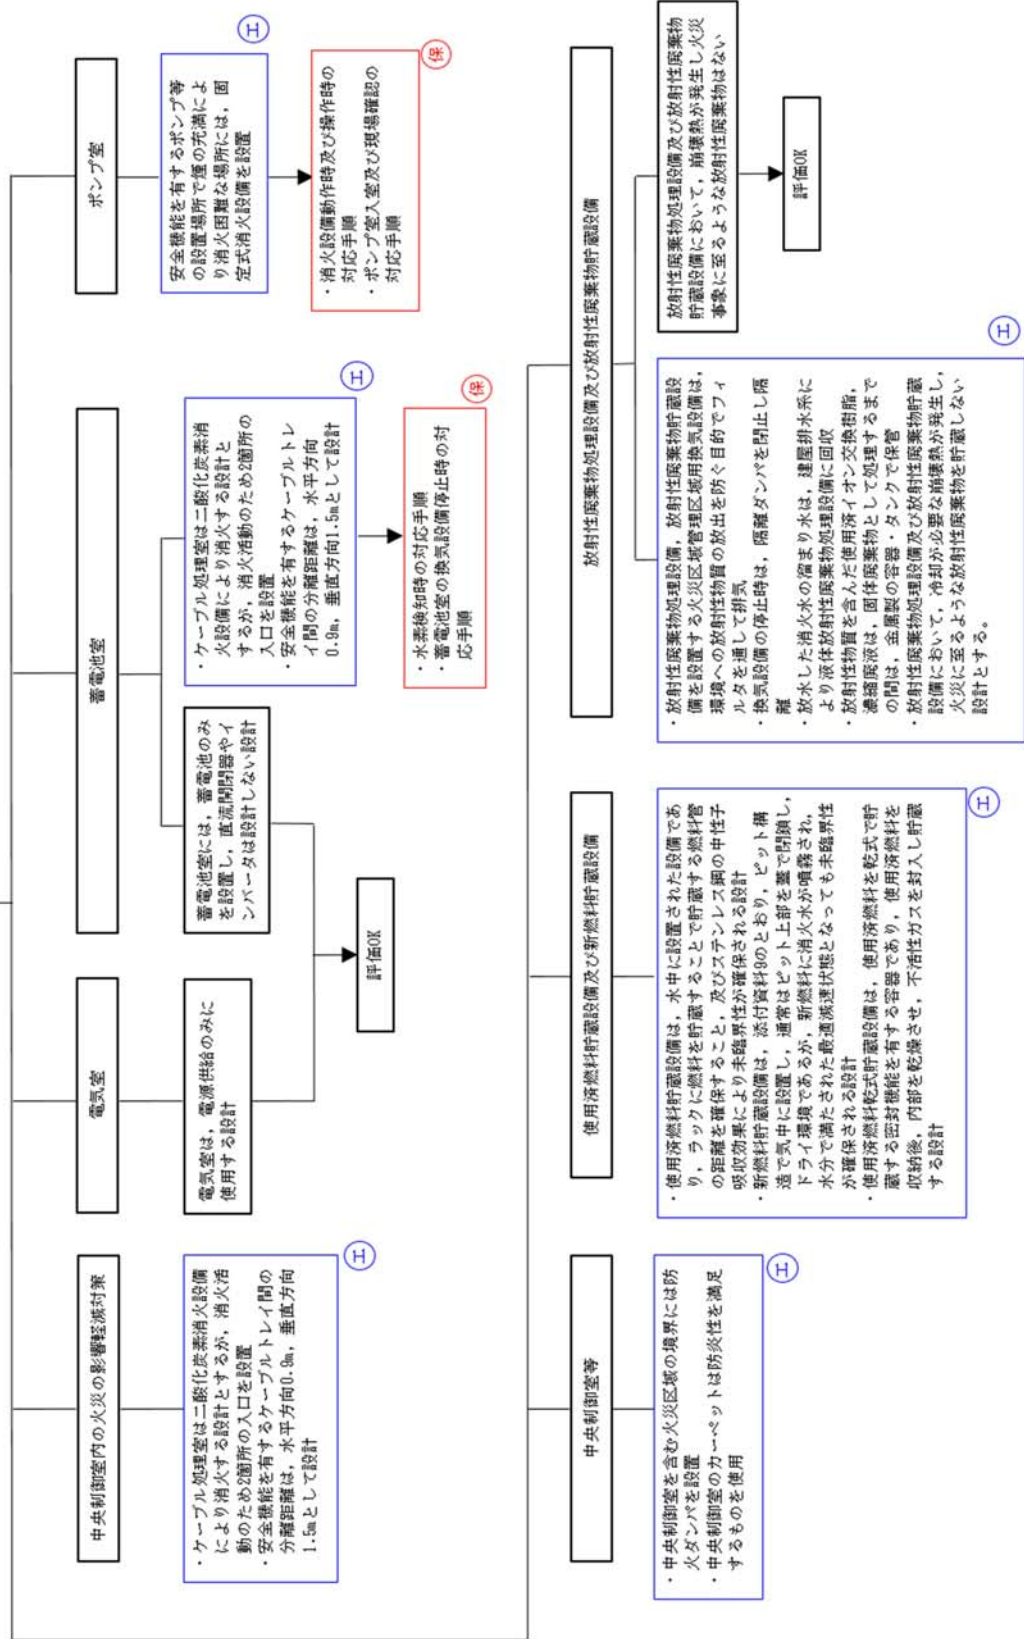 中央制御室内の火災の影響軽減対策
・ケーブル処理室は二酸化炭素消火設備
により消火する設計とするが，消火活
動のため2箇所の入口を設置
・安全機能を有するケーブルトレイ間の
分離距離は，水平方向0.9m，垂直方向
1.5mとして設計
㋓
電気室
電気室は，電源供給のみに
使用する設計
蓄電池室
蓄電池室には，蓄電池のみ
を設置し，直流開閉器やイ
ンバータは設計しない設計
評価OK
・ケーブル処理室は二酸化炭素消
火設備により消火する設計と
するが，消火活動のため2箇所の
入口を設置
・安全機能を有するケーブルトレ
イ間の分離距離は，水平方向
0.9m，垂直方向1.5mとして設計
㋓
・水素検知時の対応手順
・蓄電池室の換気設備停止時の対
応手順
保
ポンプ室
安全機能を有するポンプ等
の設置場所で煙の充満によ
り消火困難な場所には，固
定式消火設備を設置
㋓
・消火設備動作時及び操作時の
対応手順
・ポンプ室入室及び現場確認の
対応手順
保
中央制御室等
・中央制御室を含む火災区域の境界には防
火ダンパを設置
・中央制御室のカーペットは防炎性を満足
するものを使用
㋓
使用済燃料貯蔵設備及び新燃料貯蔵設備
・使用済燃料貯蔵設備は，水中に設置された設備であ
り，ラックに燃料を貯蔵することで貯蔵する燃料管
の距離を確保すること，及びステンレス鋼の中性子
吸収効果により未臨界性が確保される設計
・新燃料貯蔵設備は，添付資料9のとおり，ピット構
造で気中に設置し，通常はピット上部を蓋で閉鎖し，
ドライ環境であるが，新燃料に消火水が噴霧され，
水分で満たされた最適減速状態となっても未臨界性
が確保される設計
・使用済燃料乾式貯蔵設備は，使用済燃料を乾式で貯
蔵する密封機能を有する容器であり，使用済燃料を
収納後，内部を乾燥させ，不活性ガスを封入し貯蔵
する設計
㋓
放射性廃棄物処理設備及び放射性廃棄物貯蔵設備
・放射性廃棄物処理設備，放射性廃棄物貯蔵設
備を設置する火災区域管理区域用換気設備は，
環境への放射性物質の放出を防ぐ目的でフィ
ルタを通して排気
・換気設備の停止時は，隔離ダンパを閉止し隔
離
・放水した消火水の溜まり水は，建屋排水系に
より液体放射性廃棄物処理設備に回収
・放射性物質を含んだ使用済イオン交換樹脂，
濃縮廃液は，固体廃棄物として処理するまで
の間は，金属製の容器・タンクで保管
・放射性廃棄物処理設備及び放射性廃棄物貯蔵
設備において，冷却が必要な崩壊熱が発生し，
火災に至るような放射性廃棄物を貯蔵しない
設計とする。
㋓
放射性廃棄物処理設備及び放射性廃棄物
貯蔵設備において，崩壊熱が発生し火災
事象に至るような放射性廃棄物はない
評価OK